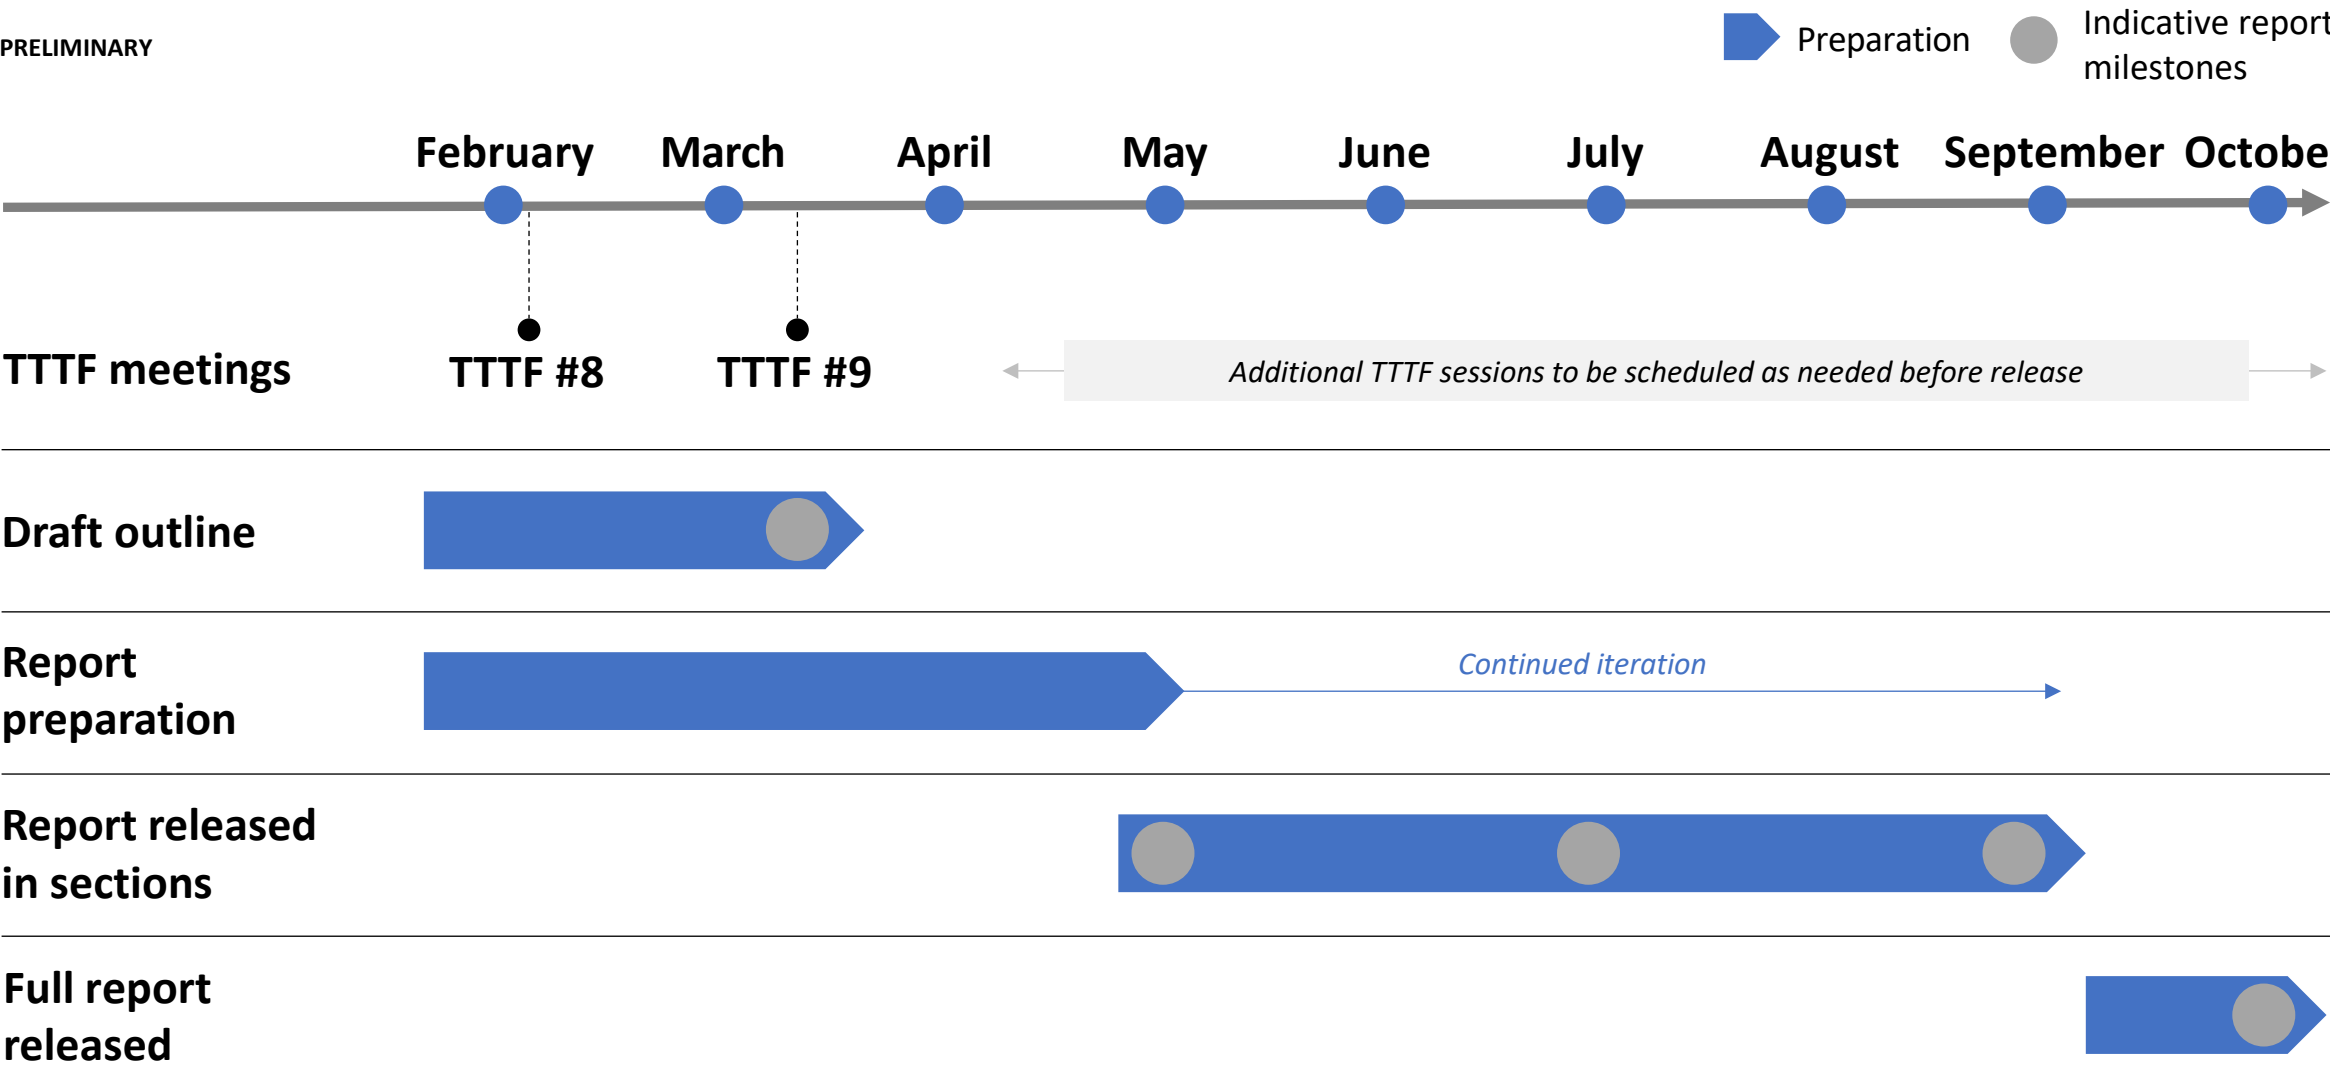 PRELIMINARY
Preparation
Indicative report
milestones
February March April May June July August September Octobe
TTTF meetings
TTTF #8
TTTF #9
Additional TTTF sessions to be scheduled as needed before release
Draft outline
Report
preparation
Continued iteration
Report released
in sections
Full report
released